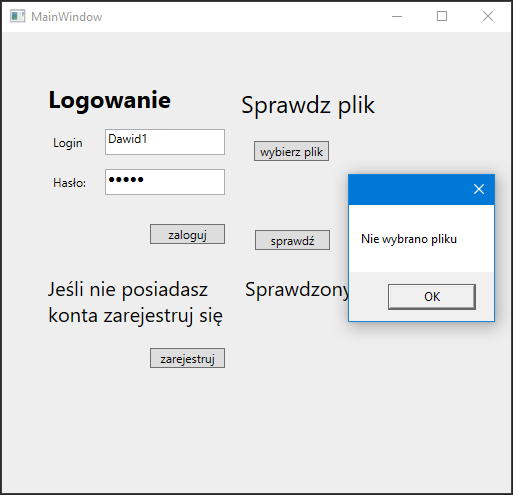 MainWindow
Logowanie
Login
Dawid1
Hasło:
•••••
zaloguj
Jeśli nie posiadasz
konta zarejestruj się
zarejestruj
Sprawdz plik
wybierz plik
sprawdź
Sprawdzony
Nie wybrano pliku
OK